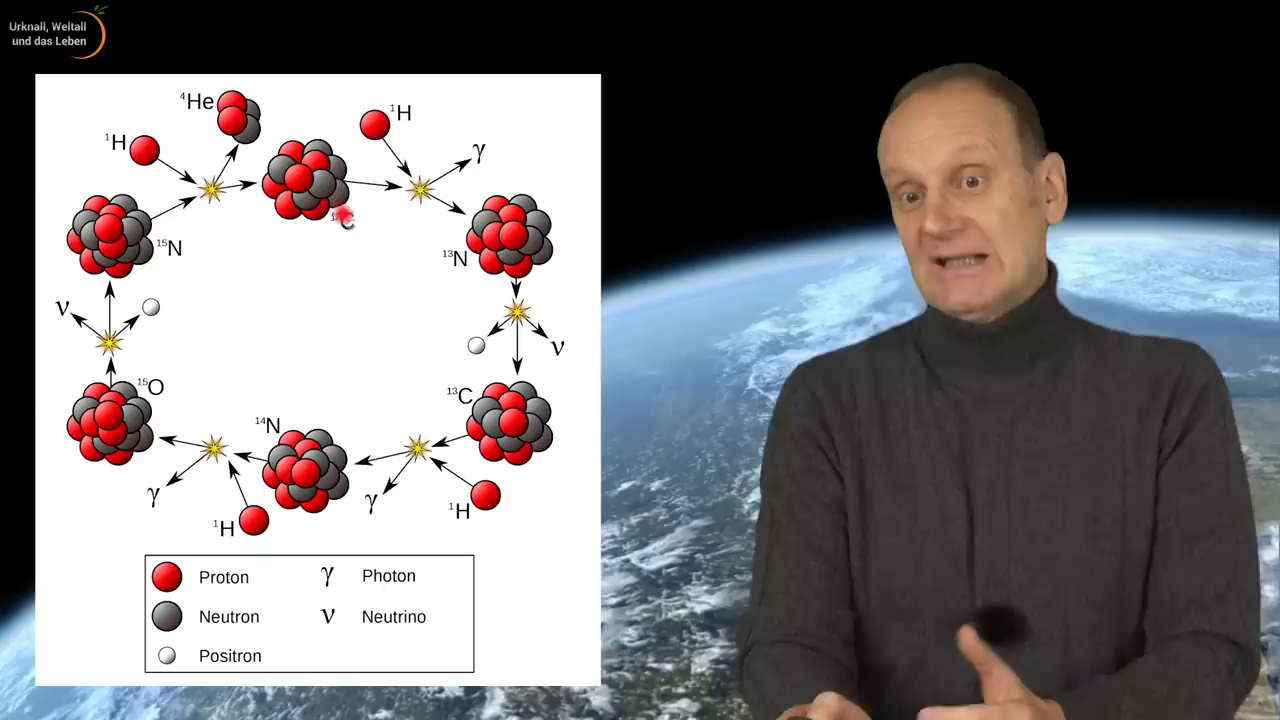 Urknall, Weltall
und das Leben
⁴He
¹H
¹H
γ
¹⁵N
¹³N
C
ν
ν
¹⁵O
¹³C
¹⁴N
γ
γ
¹H
¹H
Proton
γ Photon
Neutron
ν Neutrino
Positron